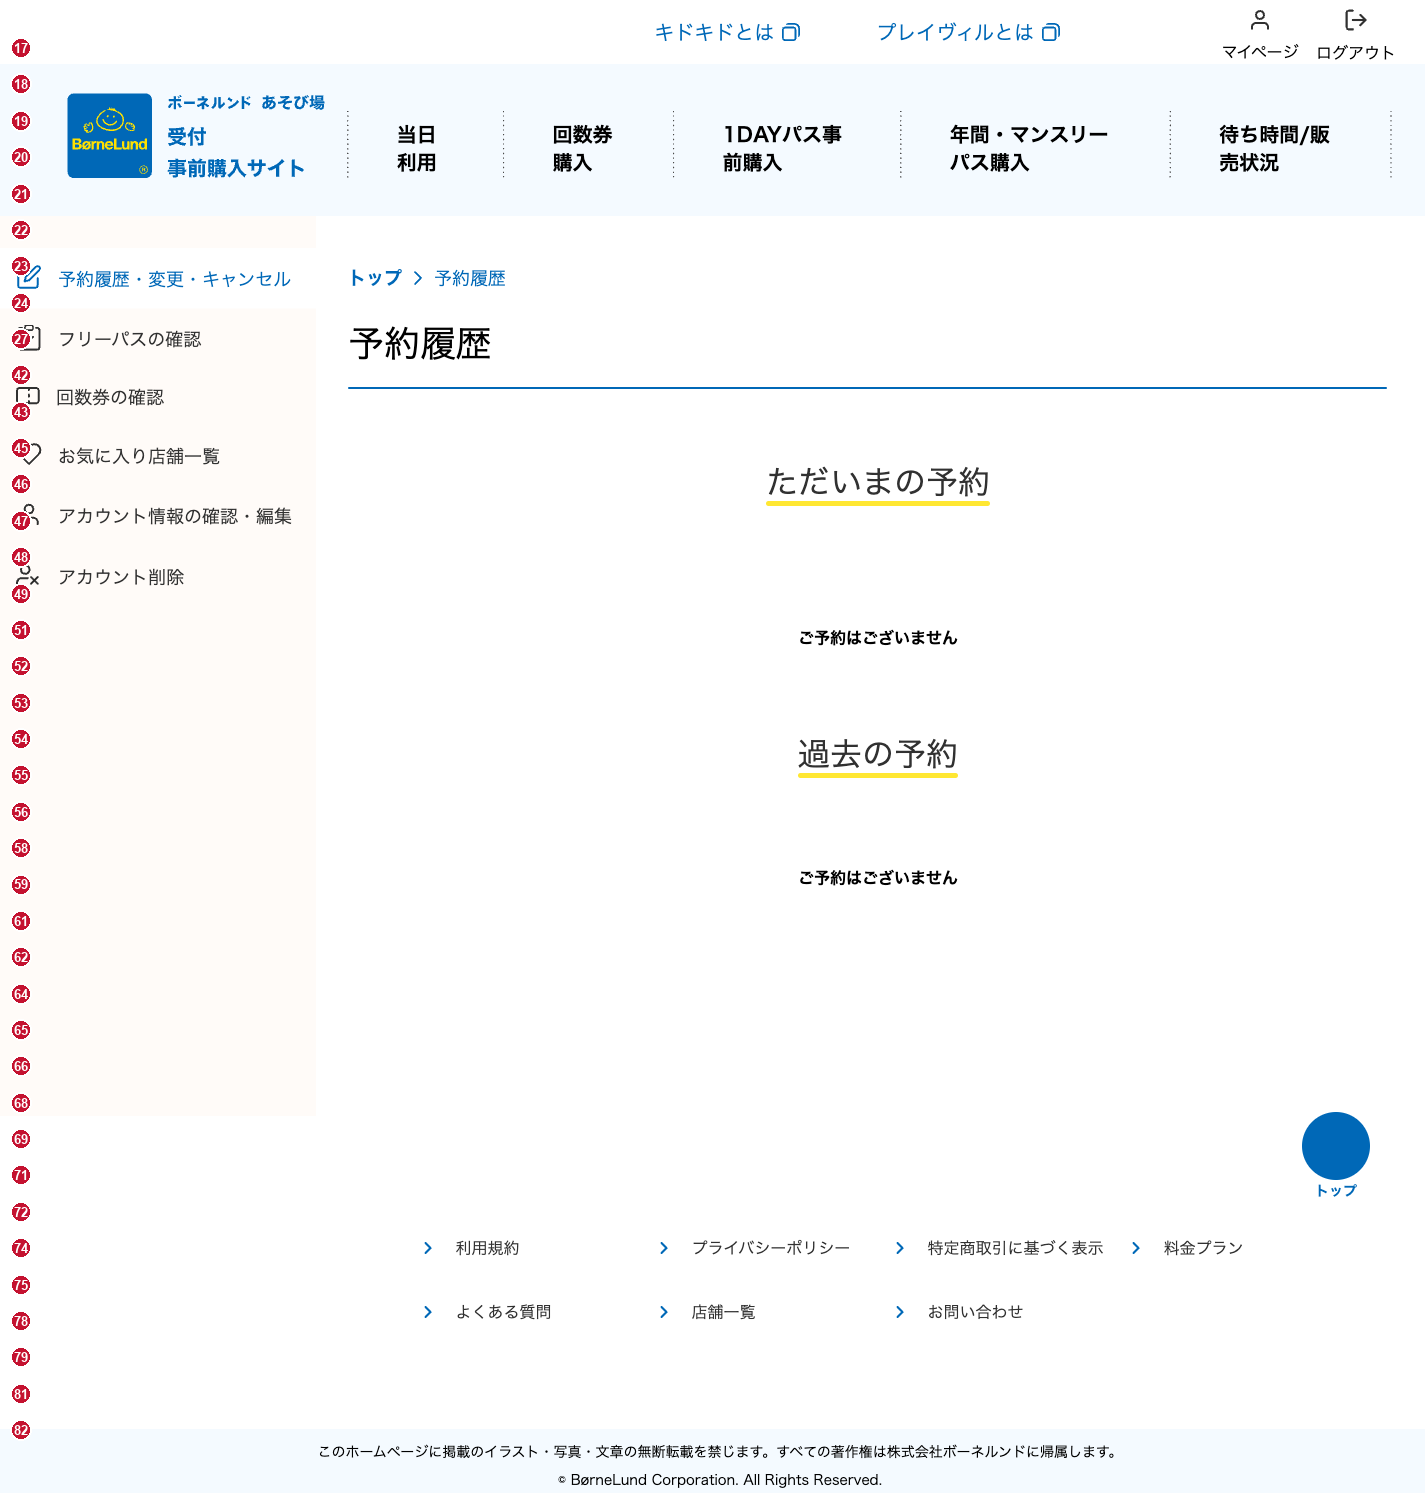 キドキドとは
プレイヴィルとは
マイページ
ログアウト
BørneLund
®
ボーネルンド あそび場
受付
事前購入サイト
当日
利用
回数券
購入
1DAYパス事
前購入
年間・マンスリー
パス購入
待ち時間/販
売状況
17
18
19
20
21
22
23
24
27
42
43
45
46
47
48
49
51
52
53
54
55
56
58
59
61
62
64
65
66
68
69
71
72
74
75
78
79
81
82
予約履歴・変更・キャンセル
フリーパスの確認
回数券の確認
お気に入り店舗一覧
アカウント情報の確認・編集
アカウント削除
トップ
予約履歴
予約履歴
ただいまの予約
ご予約はございません
過去の予約
ご予約はございません
トップ
利用規約
プライバシーポリシー
特定商取引に基づく表示
料金プラン
よくある質問
店舗一覧
お問い合わせ
このホームページに掲載のイラスト・写真・文章の無断転載を禁じます。すべての著作権は株式会社ボーネルンドに帰属します。
© BørneLund Corporation. All Rights Reserved.